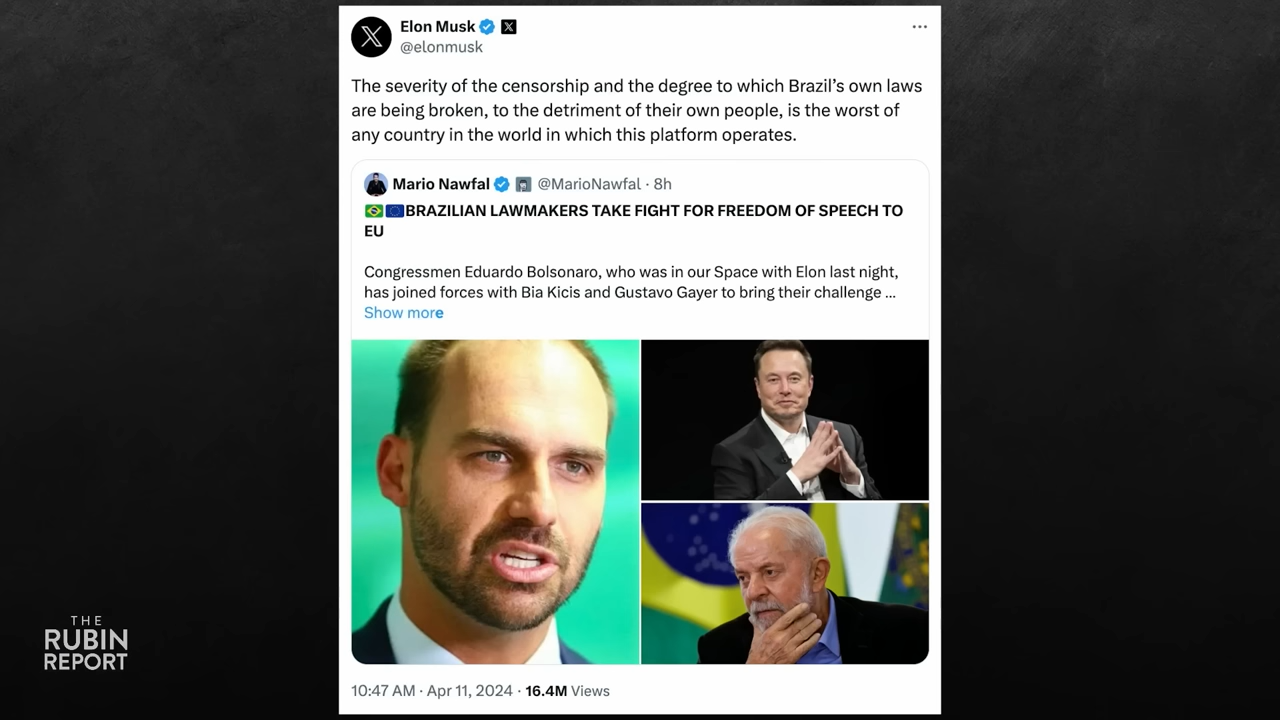 Elon Musk
@elonmusk
The severity of the censorship and the degree to which Brazil’s own laws
are being broken, to the detriment of their own people, is the worst of
any country in the world in which this platform operates.
Mario Nawfal @MarioNawfal · 8h
BRAZILIAN LAWMAKERS TAKE FIGHT FOR FREEDOM OF SPEECH TO
EU
Congressmen Eduardo Bolsonaro, who was in our Space with Elon last night,
has joined forces with Bia Kicis and Gustavo Gayer to bring their challenge ...
Show more
10:47 AM · Apr 11, 2024 · 16.4M Views
THE
RUBIN
REPORT